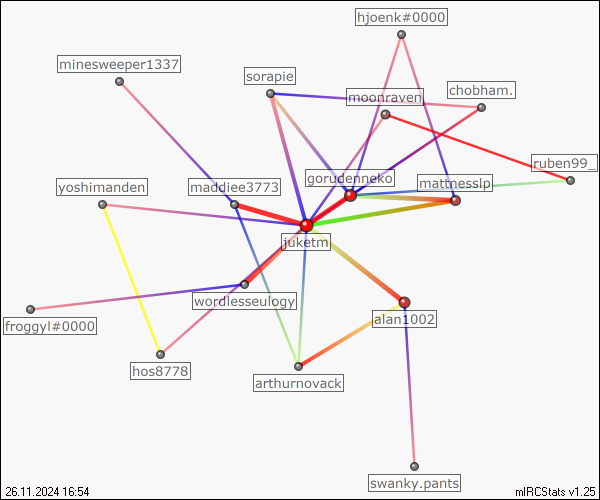 hjoenk#0000
minesweeper1337
sorapie
chobham.
moonraven
ruben99_
gorudenneko
mattnesslp
yoshimanden
maddiee3773
juketm
wordlesseulogy
froggyl#0000
alan1002
hos8778
arthurnovack
swanky.pants
26.11.2024 16:54
mIRCStats v1.25